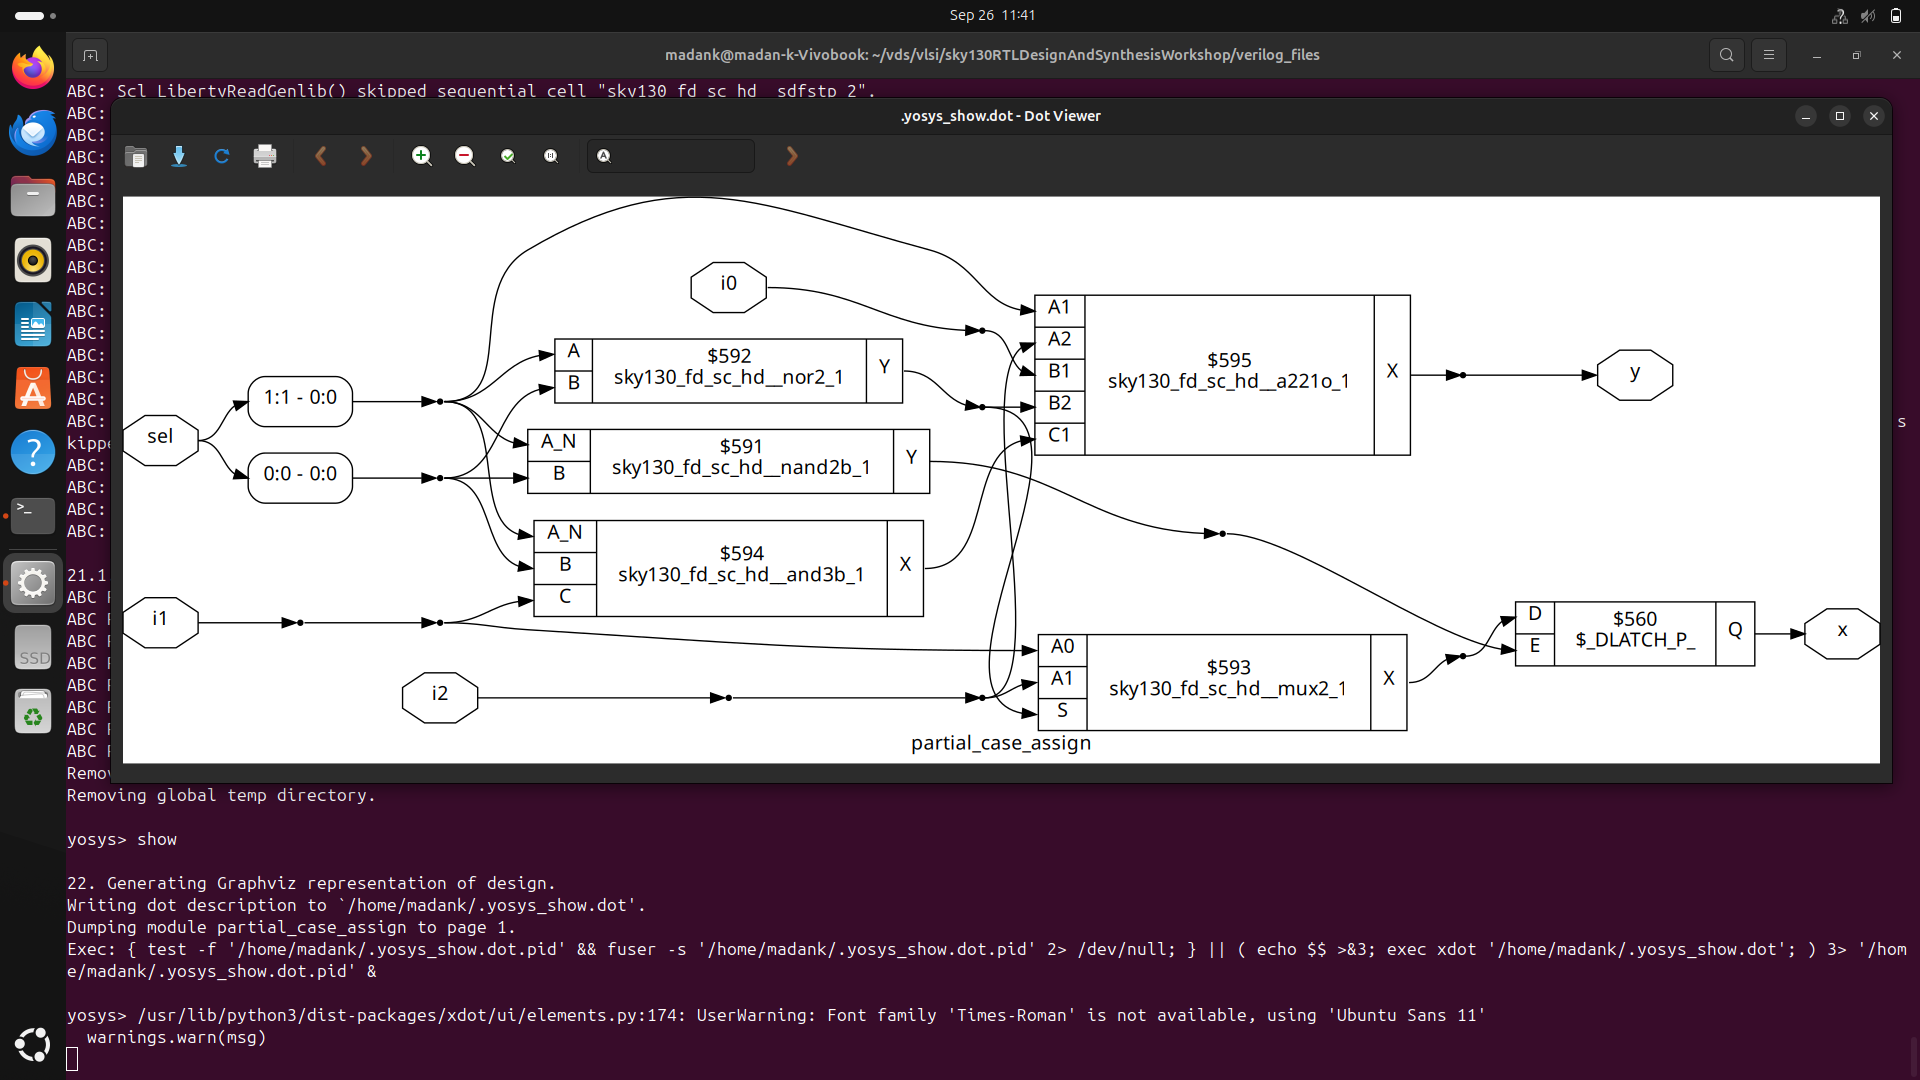 Sep 26 11:41
madank@madan-k-Vivobook: ~/vds/vlsi/sky130RTLDesignAndSynthesisWorkshop/verilog_files
ABC: Scl_LibertyReadGenlib() skipped sequential cell "sky130_fd_sc_hd__sdfstp_2".
.yosys_show.dot - Dot Viewer
ABC:
ABC:
ABC:
ABC:
ABC:
ABC:
ABC:
ABC:
ABC:
ABC:
ABC:
ABC:
ABC:
ABC:
ABC: s
kippe
ABC:
ABC:
ABC:
ABC:
21.1
ABC
ABC
ABC
ABC
ABC
ABC
ABC
ABC
Remov
sel
1:1 - 0:0
0:0 - 0:0
i0
i1
i2
A
B
$592
sky130_fd_sc_hd__nor2_1
Y
A_N
B
$591
sky130_fd_sc_hd__nand2b_1
Y
A_N
B
C
$594
sky130_fd_sc_hd__and3b_1
X
A1
A2
B1
B2
C1
$595
sky130_fd_sc_hd__a221o_1
X
y
A0
A1
S
$593
sky130_fd_sc_hd__mux2_1
X
D
E
$560
$_DLATCH_P_
Q
x
partial_case_assign
SSD
Removing global temp directory.
yosys> show
22. Generating Graphviz representation of design.
Writing dot description to `/home/madank/.yosys_show.dot'.
Dumping module partial_case_assign to page 1.
Exec: { test -f '/home/madank/.yosys_show.dot.pid' && fuser -s '/home/madank/.yosys_show.dot.pid' 2> /dev/null; } || ( echo $$ >&3; exec xdot '/home/madank/.yosys_show.dot'; ) 3> '/hom
e/madank/.yosys_show.dot.pid' &
yosys> /usr/lib/python3/dist-packages/xdot/ui/elements.py:174: UserWarning: Font family 'Times-Roman' is not available, using 'Ubuntu Sans 11'
warnings.warn(msg)